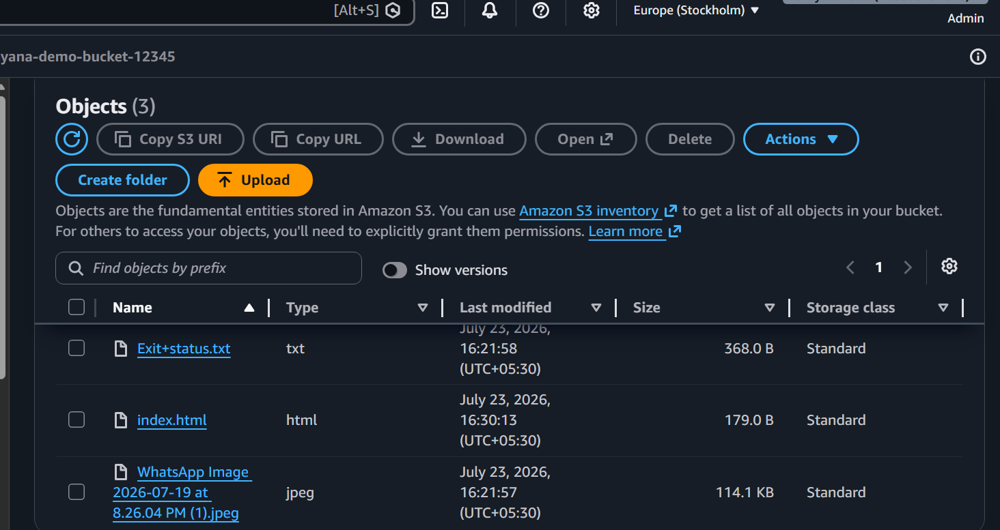 [Alt+S]
Europe (Stockholm)
Admin
yana-demo-bucket-12345
Objects (3)
Copy S3 URI
Copy URL
Download
Open
Delete
Actions
Create folder
Upload
Objects are the fundamental entities stored in Amazon S3. You can use Amazon S3 inventory to get a list of all objects in your bucket.
For others to access your objects, you'll need to explicitly grant them permissions. Learn more
Find objects by prefix
Show versions
1
Name
Type
Last modified
Size
Storage class
Exit+status.txt
txt
July 23, 2026,
16:21:58
(UTC+05:30)
368.0 B
Standard
index.html
html
July 23, 2026,
16:30:13
(UTC+05:30)
179.0 B
Standard
WhatsApp Image
2026-07-19 at
8.26.04 PM (1).jpeg
jpeg
July 23, 2026,
16:21:57
(UTC+05:30)
114.1 KB
Standard